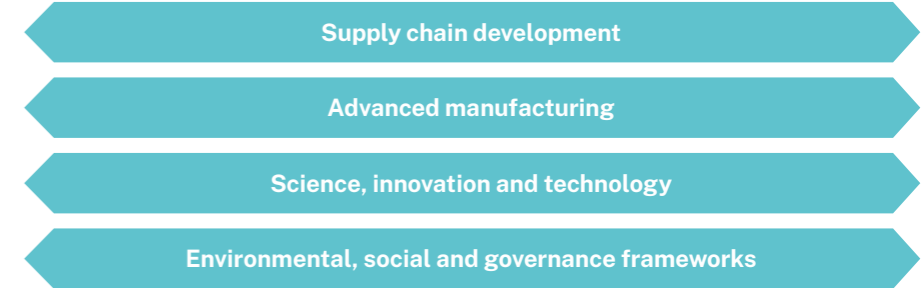 Supply chain development
Advanced manufacturing
Science, innovation and technology
Environmental, social and governance frameworks